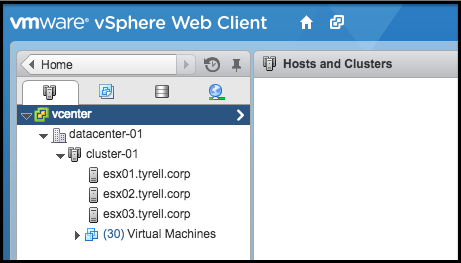 vmware® vSphere Web Client
Home
Hosts and Clusters
vcenter
datacenter-01
cluster-01
esx01.tyrell.corp
esx02.tyrell.corp
esx03.tyrell.corp
(30) Virtual Machines